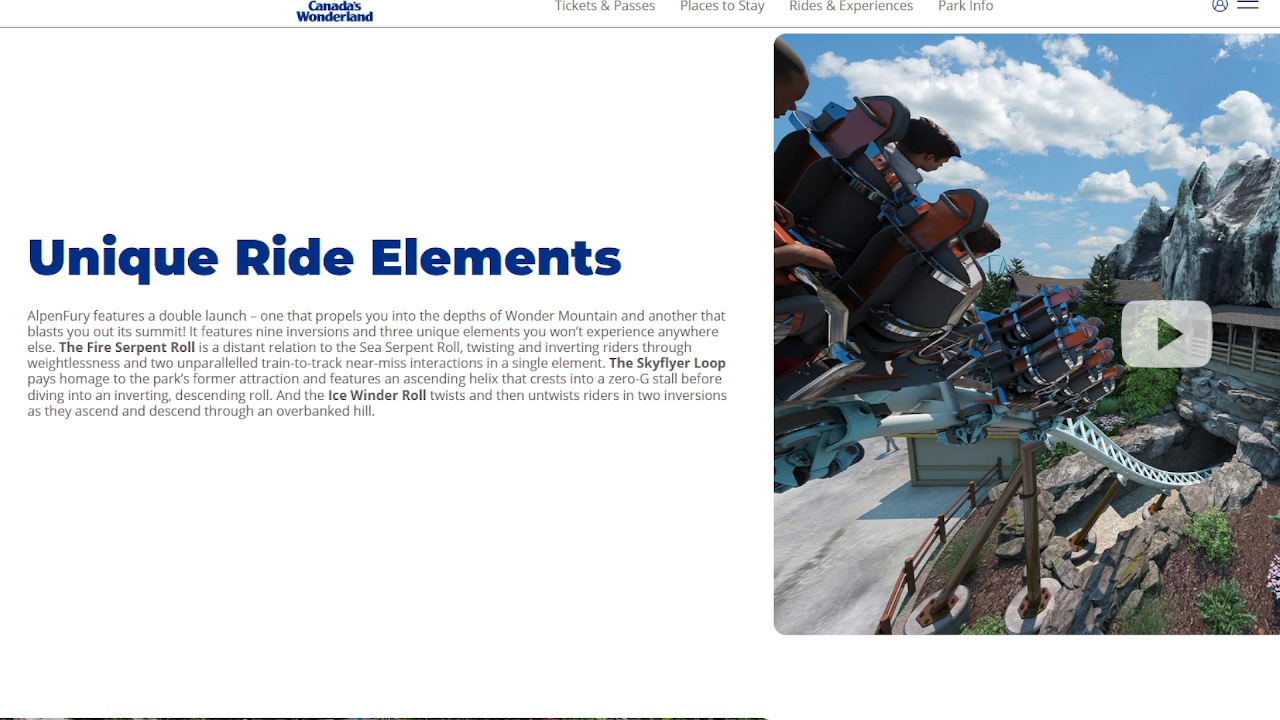 Canada's
Wonderland
Tickets & Passes Places to Stay Rides & Experiences Park Info
Unique Ride Elements
AlpenFury features a double launch – one that propels you into the depths of Wonder Mountain and another that
blasts you out its summit! It features nine inversions and three unique elements you won't experience anywhere
else. The Fire Serpent Roll is a distant relation to the Sea Serpent Roll, twisting and inverting riders through
weightlessness and two unparallelled train-to-track near-miss interactions in a single element. The Skyflyer Loop
pays homage to the park's former attraction and features an ascending helix that crests into a zero-G stall before
diving into an inverting, descending roll. And the Ice Winder Roll twists and then untwists riders in two inversions
as they ascend and descend through an overbanked hill.